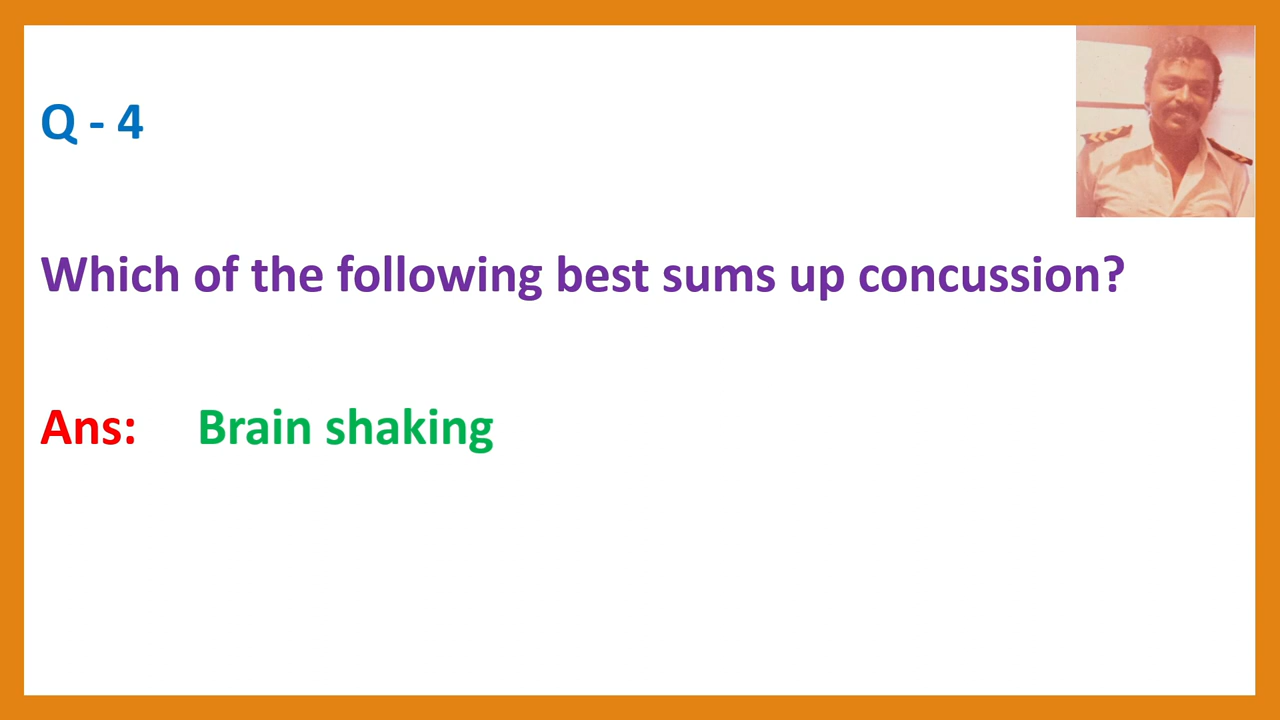 Q - 4
Which of the following best sums up concussion?
Ans: Brain shaking